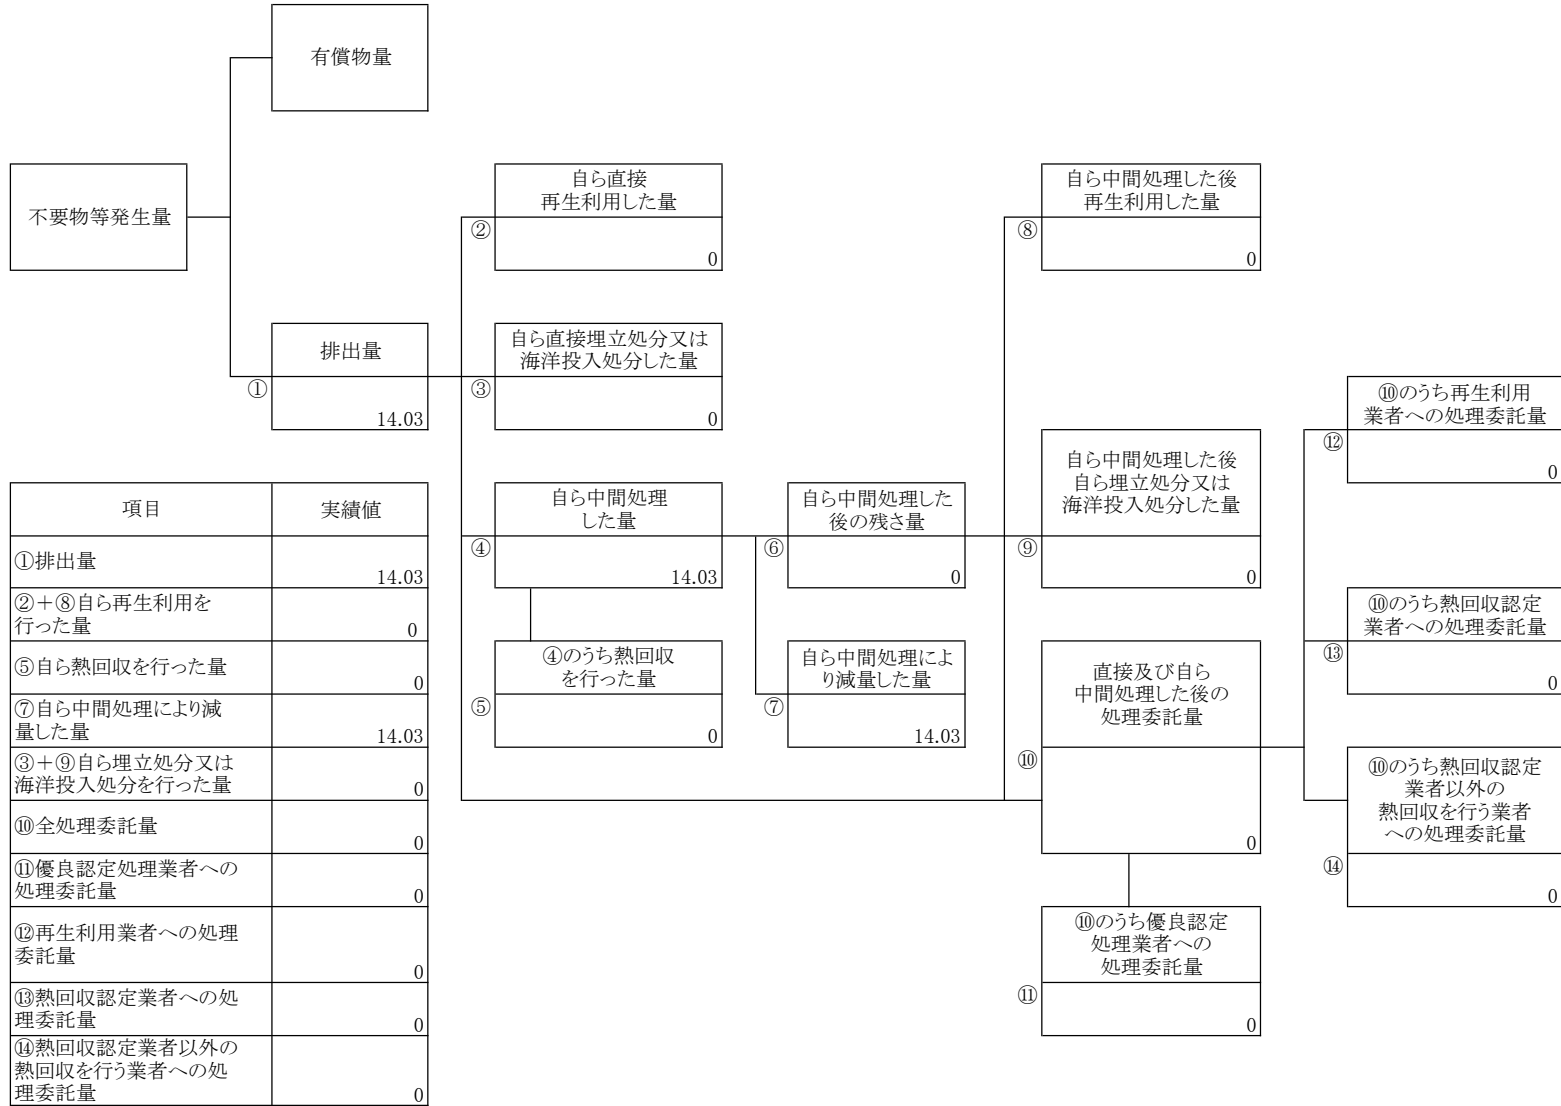 有償物量
不要物等発生量
自ら直接
再生利用した量
②
0
自ら中間処理した後
再生利用した量
⑧
0
排出量
①
14.03
自ら直接埋立処分又は
海洋投入処分した量
③
0
⑩のうち再生利用
業者への処理委託量
⑫
0
自ら中間処理した後
自ら埋立処分又は
海洋投入処分した量
⑨
0
自ら中間処理
した量
④
14.03
自ら中間処理した
後の残さ量
⑥
0
④のうち熱回収
を行った量
⑤
0
自ら中間処理によ
り減量した量
⑦
14.03
直接及び自ら
中間処理した後の
処理委託量
⑩
0
⑩のうち熱回収認定
業者への処理委託量
⑬
0
⑩のうち熱回収認定
業者以外の
熱回収を行う業者
への処理委託量
⑭
0
⑩のうち優良認定
処理業者への
処理委託量
⑪
0
項目 実績値
①排出量
14.03
②＋⑧自ら再生利用を
行った量 0
⑤自ら熱回収を行った量
0
⑦自ら中間処理により減
量した量 14.03
③＋⑨自ら埋立処分又は
海洋投入処分を行った量 0
⑩全処理委託量
0
⑪優良認定処理業者への
処理委託量 0
⑫再生利用業者への処理
委託量
0
⑬熱回収認定業者への処
理委託量 0
⑭熱回収認定業者以外の
熱回収を行う業者への処
理委託量 0